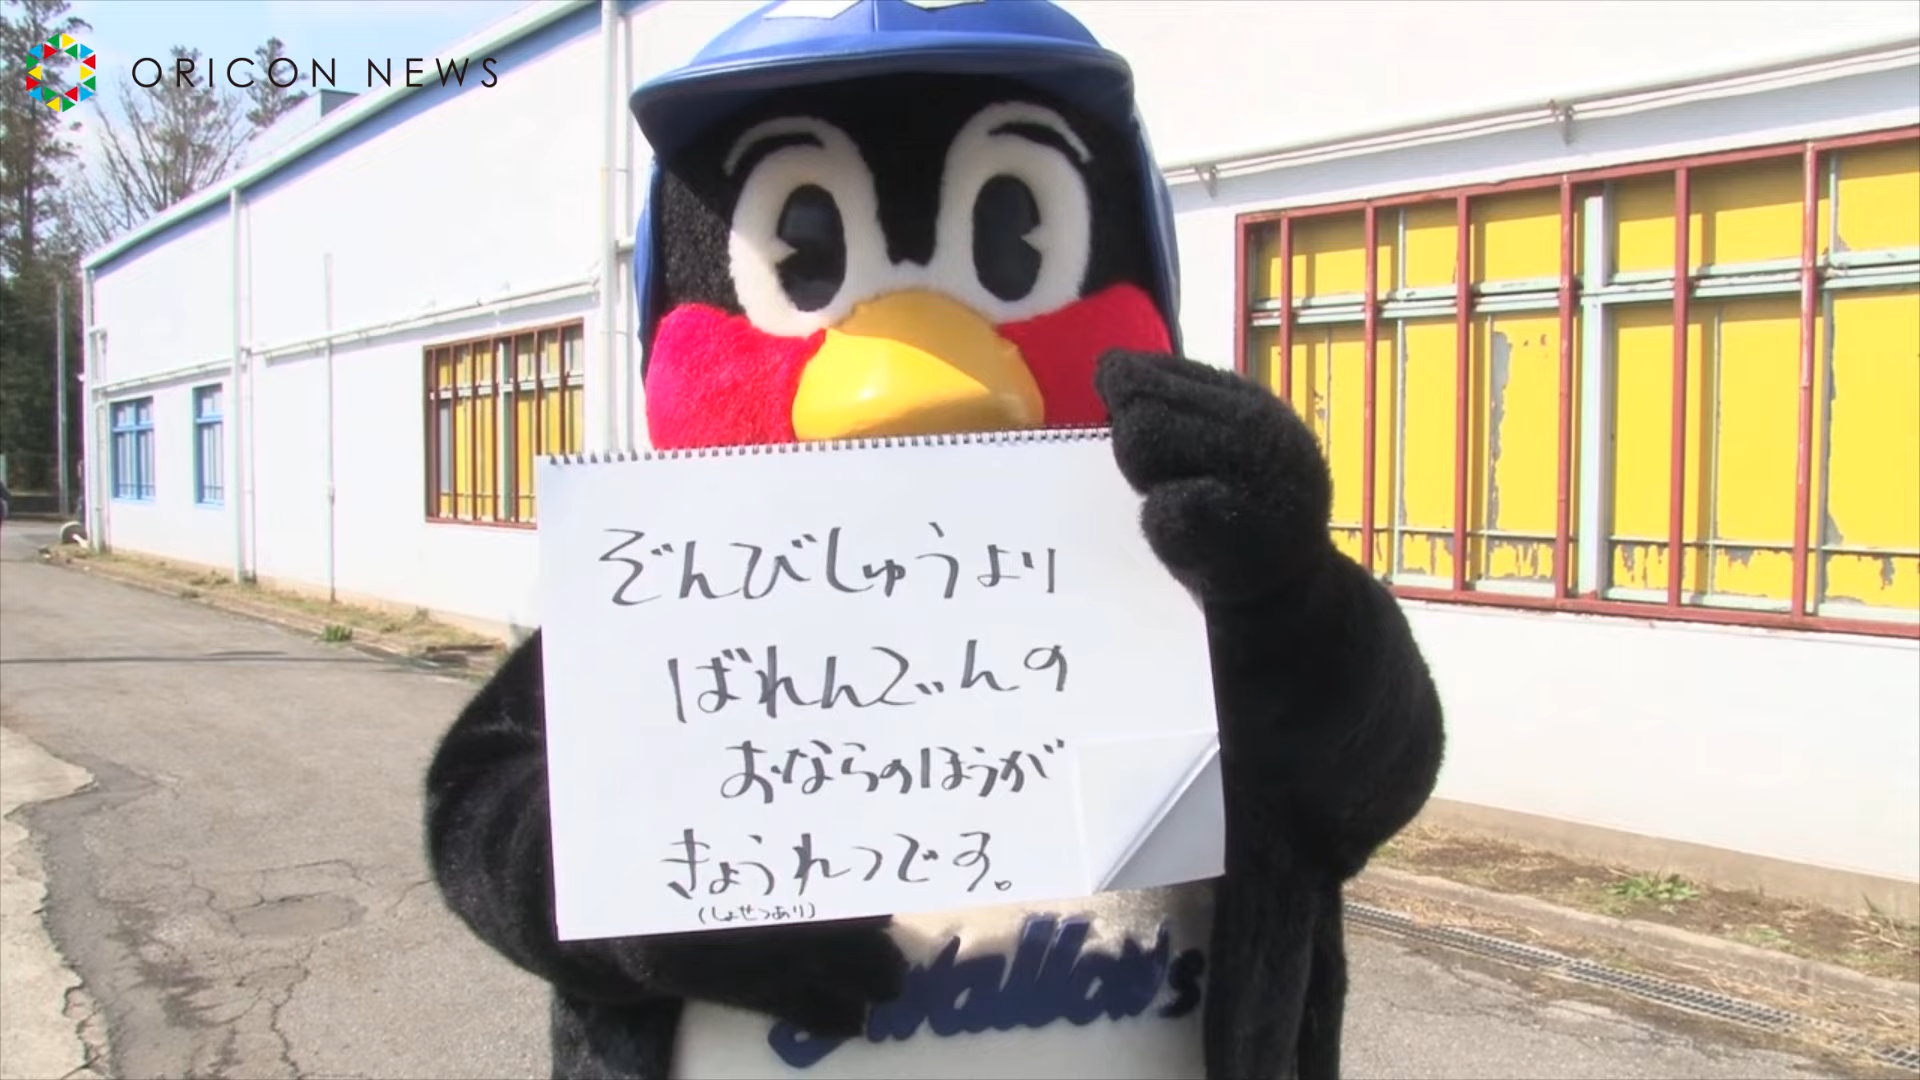 ORICON NEWS
ぞんびしゅうより
ばれんでぃんの
おならのほうが
きょうれつです。
(しょせつあり)
Swallows